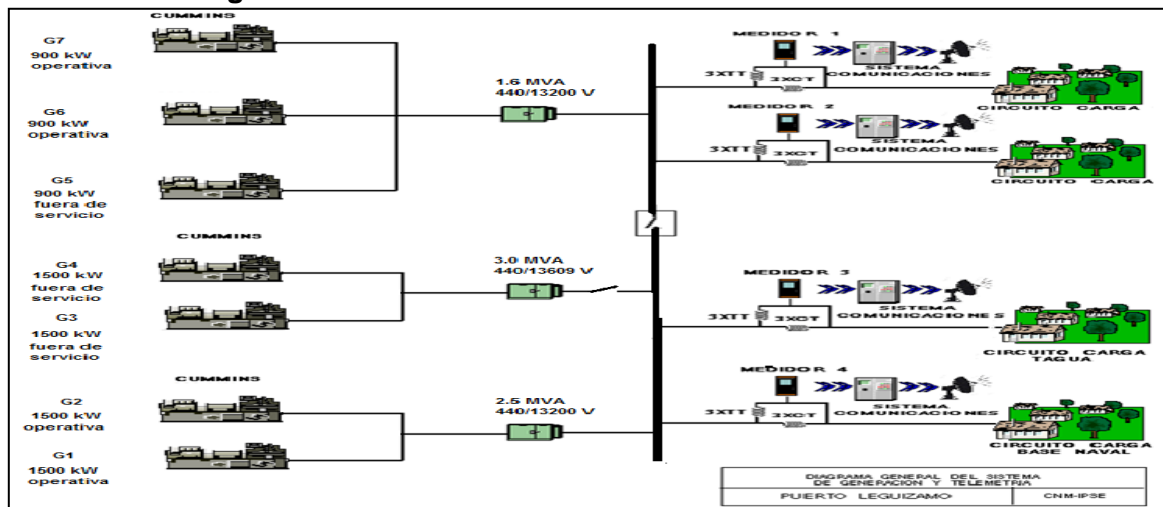 CUMMINS
G7
900 kW
operativa
G6
900 kW
operativa
G5
900 kW
fuera de
servicio
1.6 MVA
440/13200 V
CUMMINS
G4
1500 kW
fuera de
servicio
G3
1500 kW
fuera de
servicio
3.0 MVA
440/13609 V
CUMMINS
G2
1500 kW
operativa
G1
1500 kW
operativa
2.5 MVA
440/13200 V
MEDIDOR 1
SISTEMA
COMUNICACIONES
3XTT
3XCT
CIRCUITO CARGA
MEDIDOR 2
SISTEMA
COMUNICACIONES
3XTT
3XCT
CIRCUITO CARGA
MEDIDOR 3
SISTEMA
COMUNICACIONES
3XTT
3XCT
CIRCUITO CARGA
TAGUA
MEDIDOR 4
SISTEMA
COMUNICACIONES
3XTT
3XCT
CIRCUITO CARGA
BASE NAVAL
DIAGRAMA GENERAL DEL SISTEMA
DE GENERACION Y TELEMETRIA
PUERTO LEGUIZAMO
CNM-IPSE